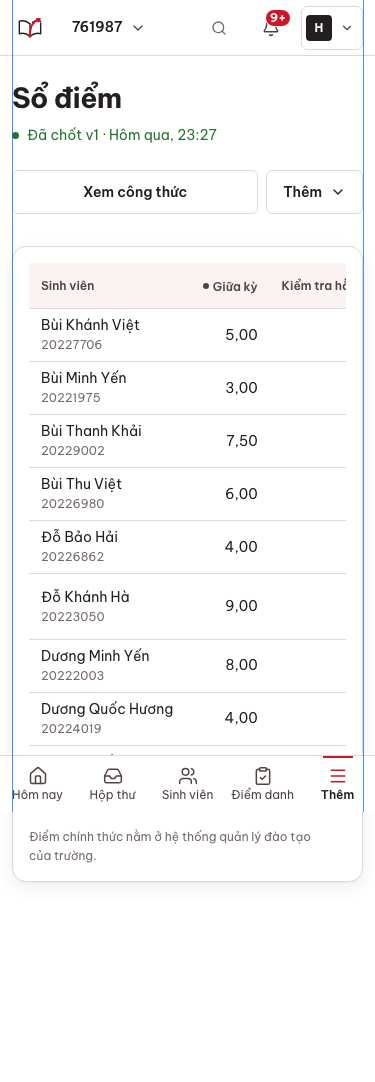 761987
9+
H
Sổ điểm
Đã chốt v1 · Hôm qua, 23:27
Xem công thức
Thêm
Sinh viên
Giữa kỳ
Kiểm tra
Bùi Khánh Việt
5,00
20227706
Bùi Minh Yến
3,00
20221975
Bùi Thanh Khải
7,50
20229002
Bùi Thu Việt
6,00
20226980
Đỗ Bảo Hải
4,00
20226862
Đỗ Khánh Hà
9,00
20223050
Dương Minh Yến
8,00
20222003
Dương Quốc Hương
4,00
20224019
Hôm nay
Hộp thư
Sinh viên
Điểm danh
Thêm
Điểm chính thức nằm ở hệ thống quản lý đào tạo
của trường.